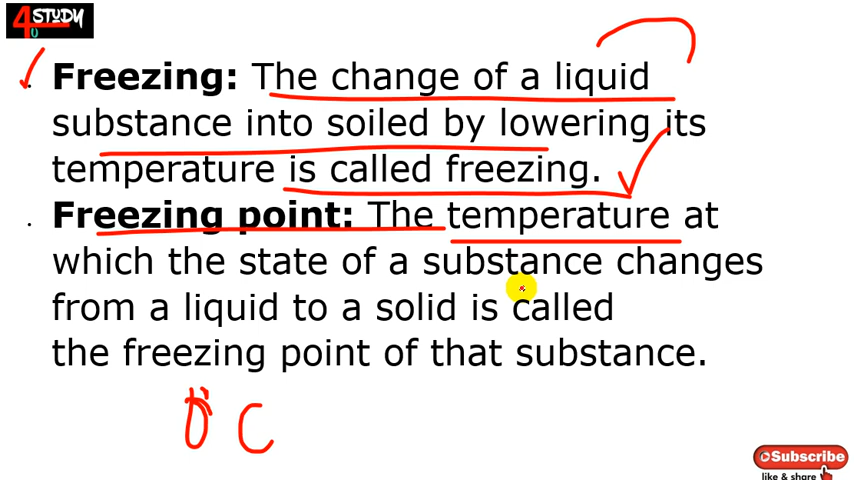 4 STUDY
U
Freezing: The change of a liquid
substance into soiled by lowering its
temperature is called freezing.
Freezing point: The temperature at
which the state of a substance changes
from a liquid to a solid is called
the freezing point of that substance.
0° C
Subscribe
like & share